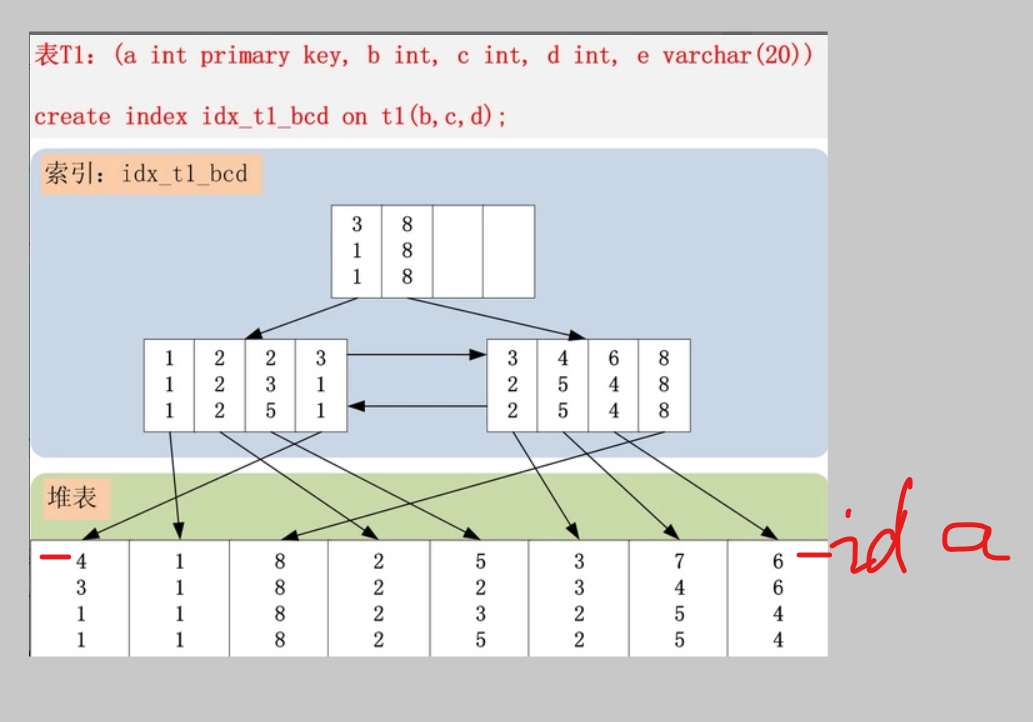 表T1: (a int primary key, b int, c int, d int, e varchar(20))
create index idx_t1_bcd on t1(b,c,d);
索引: idx_t1_bcd
3 8
1 8
1 8
1 2 2 3
1 2 3 1
1 2 5 1
3 4 6 8
2 5 4 8
2 5 4 8
堆表
4 1 8 2 5 3 7 6
3 1 8 2 2 3 4 6
1 1 8 2 3 2 5 4
1 1 8 2 5 2 5 4
id a